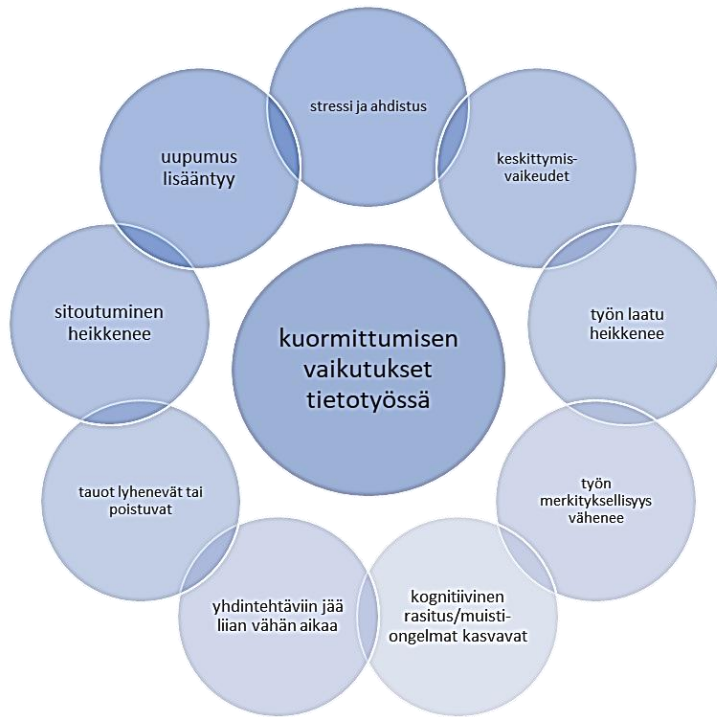 stressi ja ahdistus
keskittymis-
vaikeudet
työn laatu
heikkenee
työn
merkityksellisyys
vähenee
kognitiivinen
rasitus/muisti-
ongelmat kasvavat
yhdintehtäviin jää
liian vähän aikaa
tauot lyhenevät tai
poistuvat
sitoutuminen
heikkenee
uupumus
lisääntyy
kuormittumisen
vaikutukset
tietotyössä